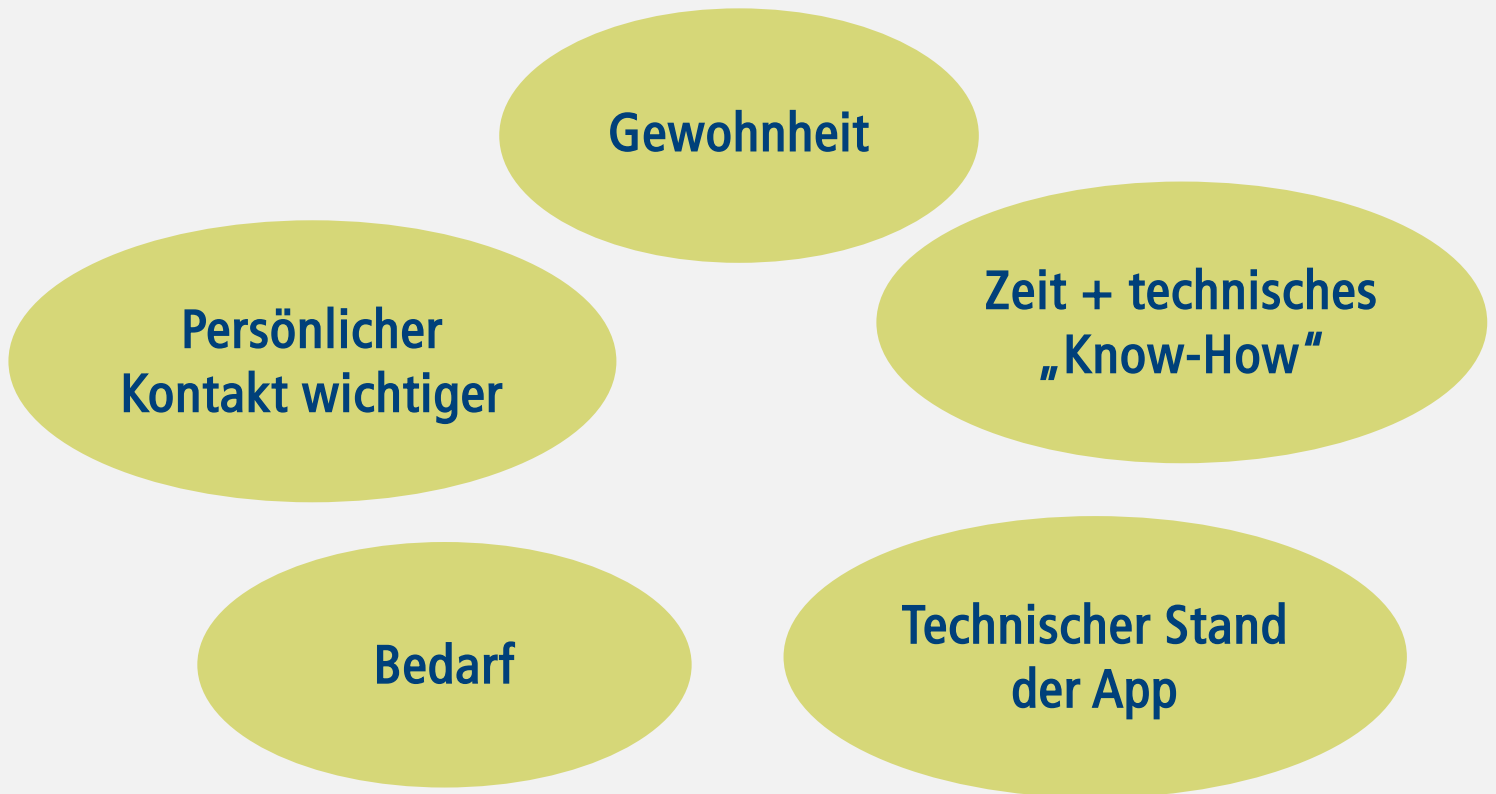 Gewohnheit
Zeit + technisches
„Know-How“
Persönlicher
Kontakt wichtiger
Bedarf
Technischer Stand
der App